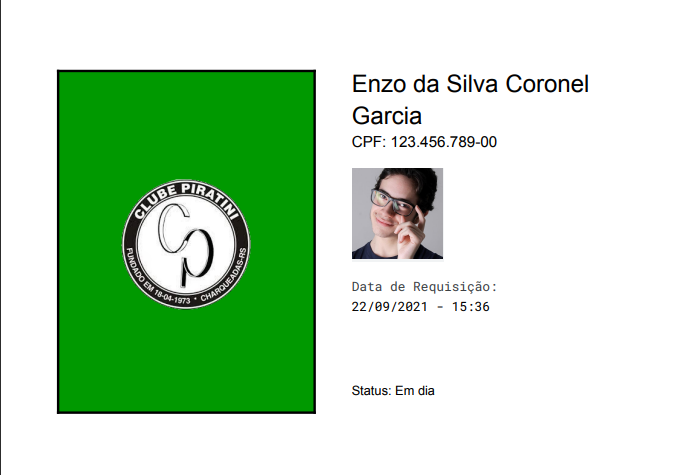 CLUBE PIRATINI
CP
FUNDADO EM 18-04-1973 * CHARQUEADAS-RS
Enzo da Silva Coronel
Garcia
CPF: 123.456.789-00
Data de Requisição:
22/09/2021 - 15:36
Status: Em dia